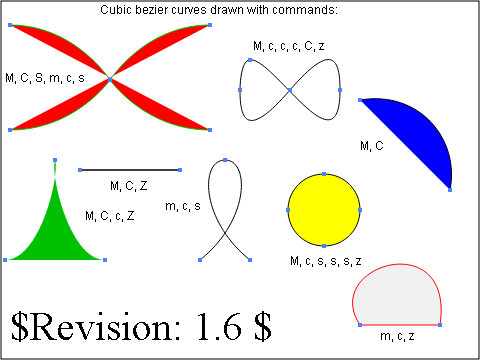 Cubic bezier curves drawn with commands:
M, c, c, c, C, z
M, C, S, m, c, s
M, C
M, C, Z
m, c, s
M, C, c, Z
M, c, s, s, s, z
$Revision: 1.6 $
m, c, z